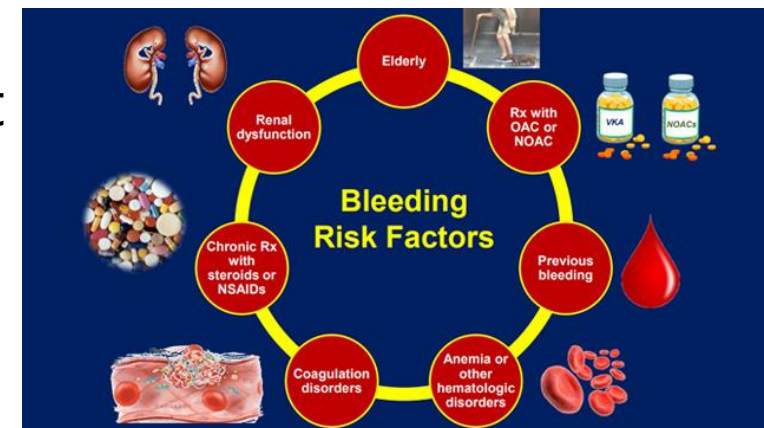 Elderly
Rx with
OAC or
NOAC
VKA
NOACs
Previous
bleeding
Anemia or
other
hematologic
disorders
Coagulation
disorders
Chronic Rx
with
steroids or
NSAIDs
Renal
dysfunction
Bleeding
Risk Factors